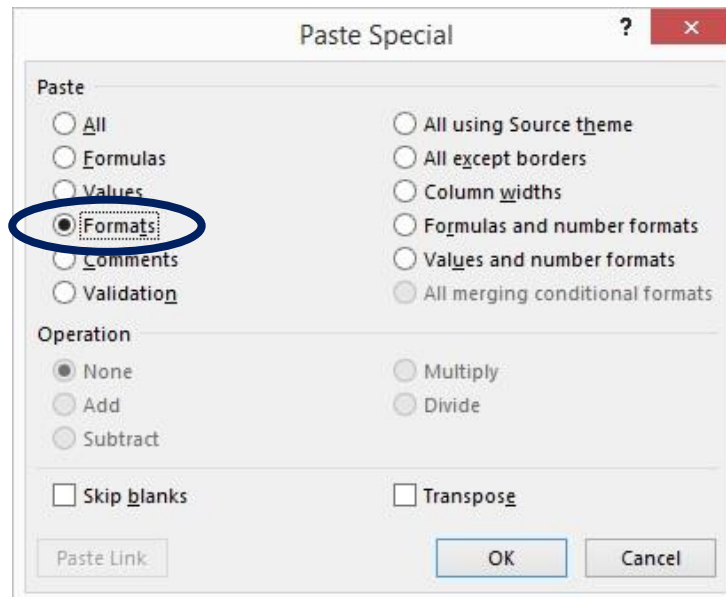 Paste Special
?
×
Paste
All
All using Source theme
Formulas
All except borders
Values
Column widths
Formats
Formulas and number formats
Comments
Values and number formats
Validation
All merging conditional formats
Operation
None
Multiply
Add
Divide
Subtract
Skip blanks
Transpose
Paste Link
OK
Cancel